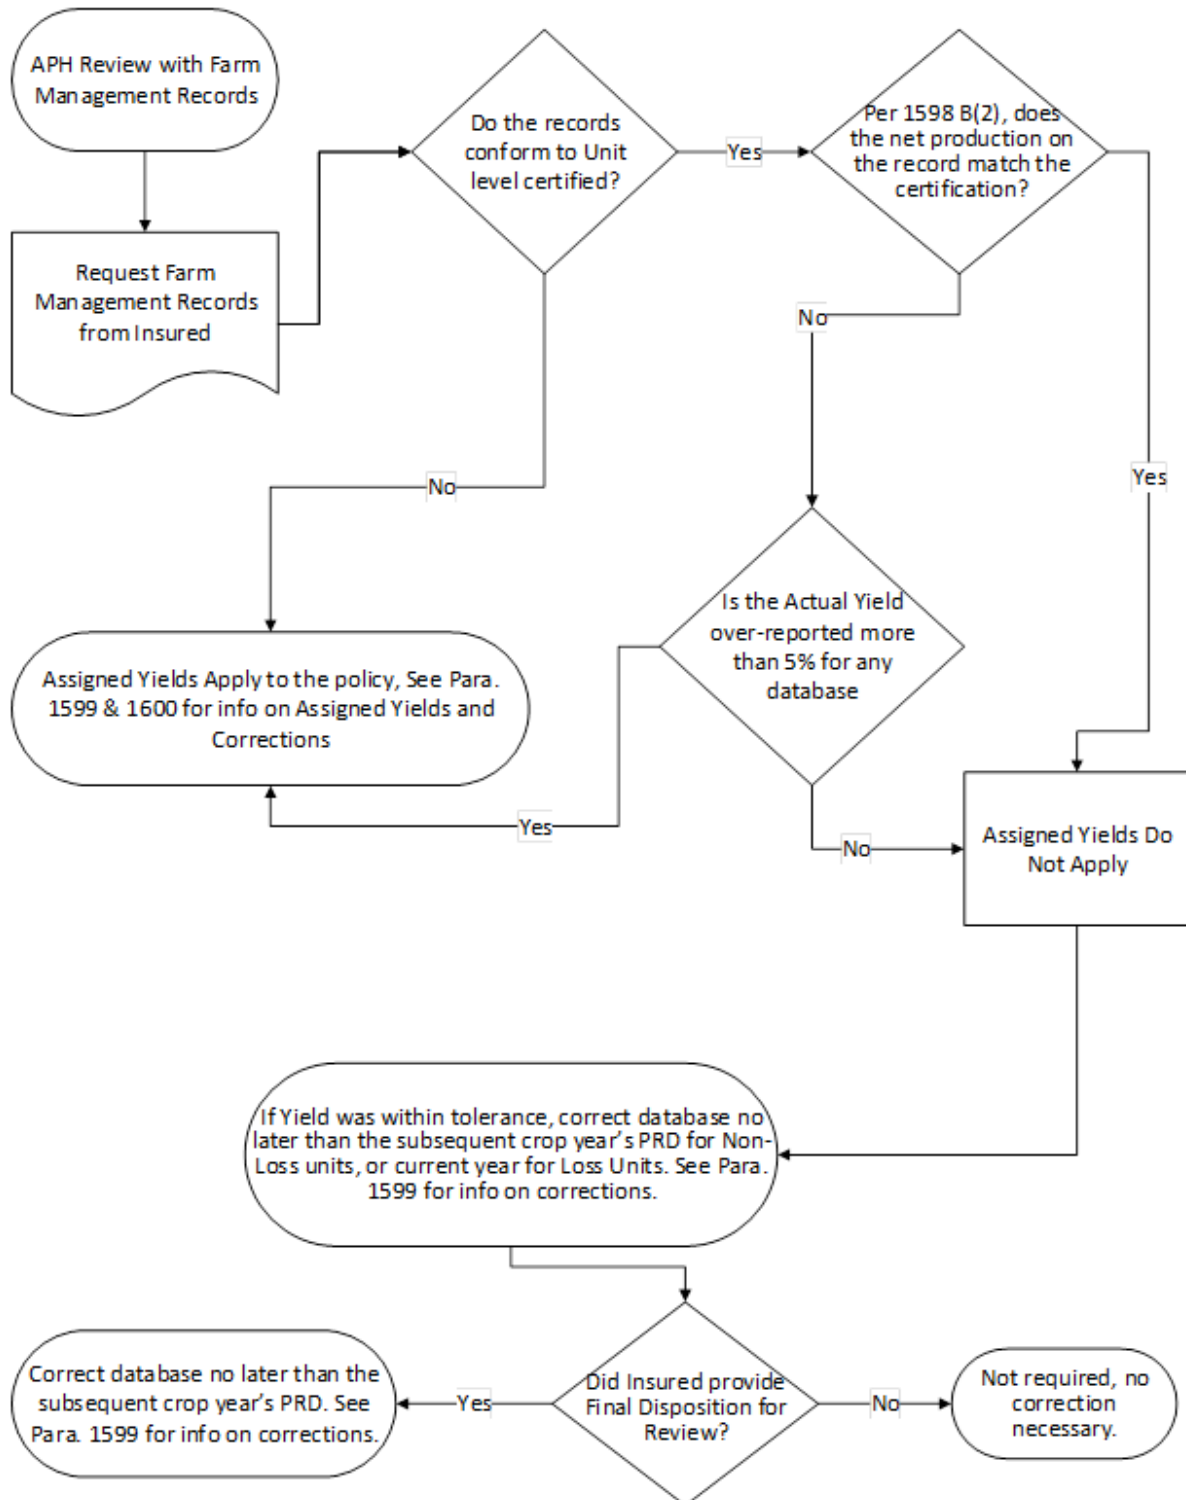 APH Review with Farm
Management Records
Request Farm
Management Records
from Insured
Do the records
conform to Unit
level certified?
Yes
Per 1598 B(2), does
the net production on
the record match the
certification?
No
Yes
No
Is the Actual Yield
over-reported more
than 5% for any
database
Assigned Yields Apply to the policy, See Para.
1599 & 1600 for info on Assigned Yields and
Corrections
Yes
No
Assigned Yields Do
Not Apply
If Yield was within tolerance, correct database no
later than the subsequent crop year's PRD for Non-
Loss units, or current year for Loss Units. See Para.
1599 for info on corrections.
Did Insured provide
Final Disposition for
Review?
Yes
Correct database no later than the
subsequent crop year's PRD. See
Para. 1599 for info on corrections.
No
Not required, no
correction
necessary.